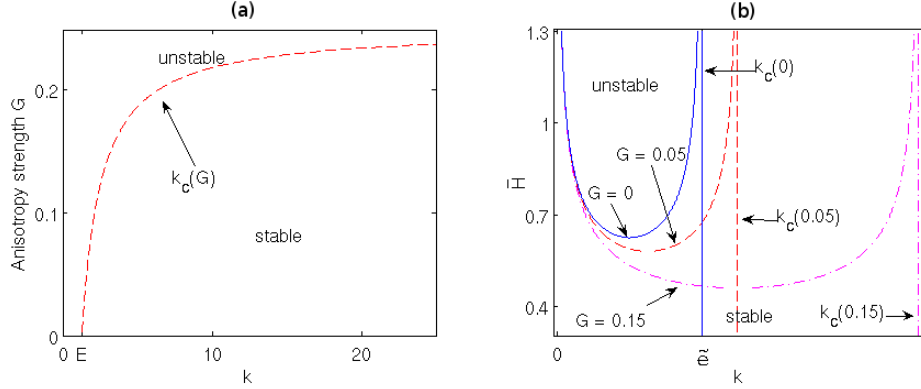 (a)
unstable
0.2
Anisotropy strength G
k_c(G)
0.1
stable
0
0 E 10 20
k
(b)
1.3
k_c(0)
unstable
1
G = 0.05
H̄
G = 0
0.7
k_c(0.05)
G = 0.15
stable
k_c(0.15)
0.4
0 ẽ
k